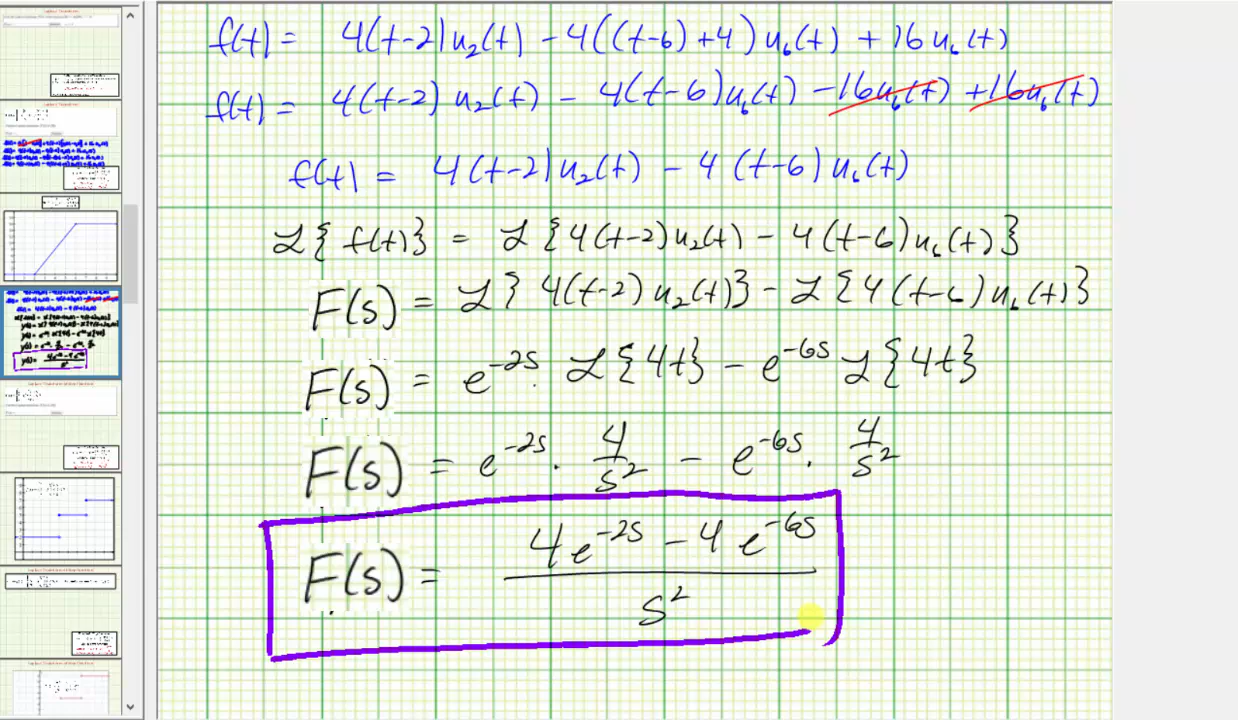 f(t) = 4(t-2)u₂(t) - 4((t-6)+4)u₆(t) + 16u₆(t)
f(t) = 4(t-2)u₂(t) - 4(t-6)u₆(t) -16u₆(t) +16u₆(t)
f(t) = 4(t-2)u₂(t) - 4(t-6)u₆(t)
ℒ{f(t)} = ℒ{4(t-2)u₂(t) - 4(t-6)u₆(t)}
F(s) = ℒ{4(t-2)u₂(t)} - ℒ{4(t-6)u₆(t)}
F(s) = e^{-2s} · ℒ{4t} - e^{-6s} ℒ{4t}
F(s) = e^{-2s} · 4/s² - e^{-6s} · 4/s²
F(s) = (4e^{-2s} - 4e^{-6s})/s²